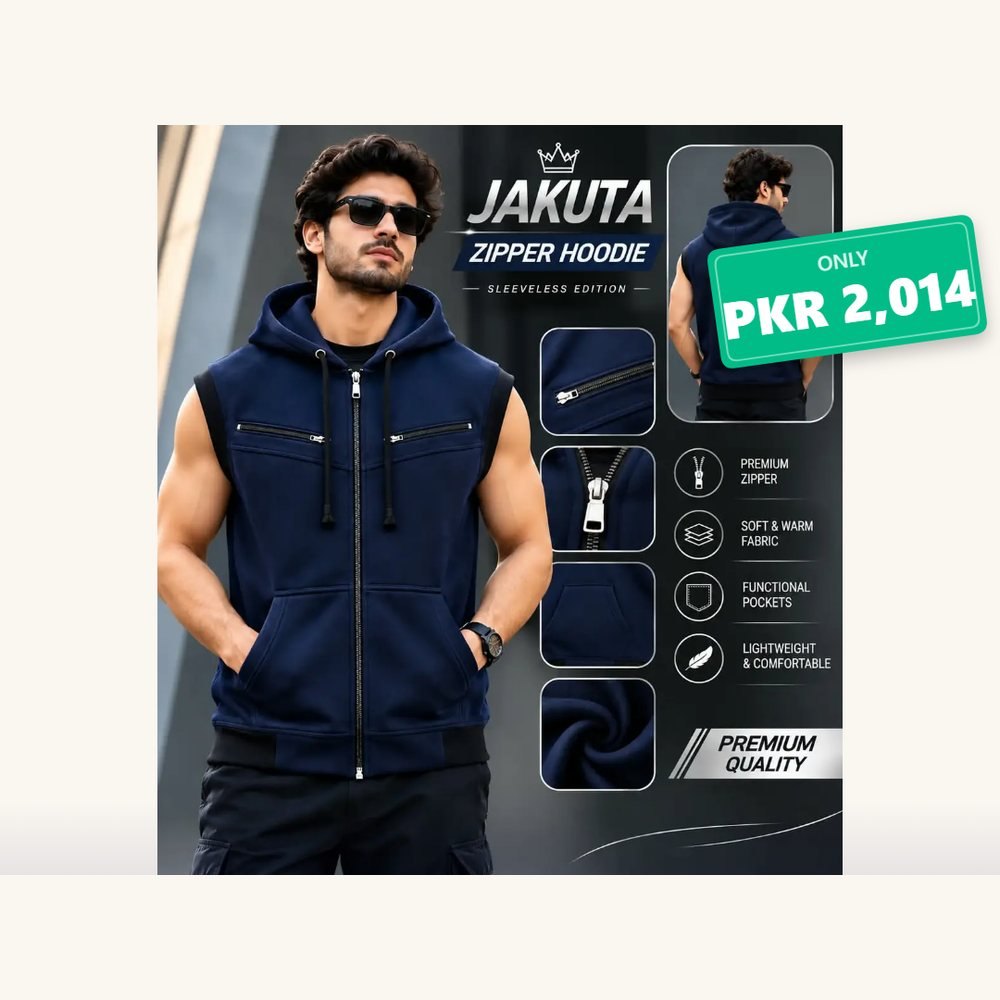 JAKUTA
ZIPPER HOODIE
SLEEVELESS EDITION
ONLY
PKR 2,014
PREMIUM
ZIPPER
SOFT & WARM
FABRIC
FUNCTIONAL
POCKETS
LIGHTWEIGHT
& COMFORTABLE
PREMIUM
QUALITY